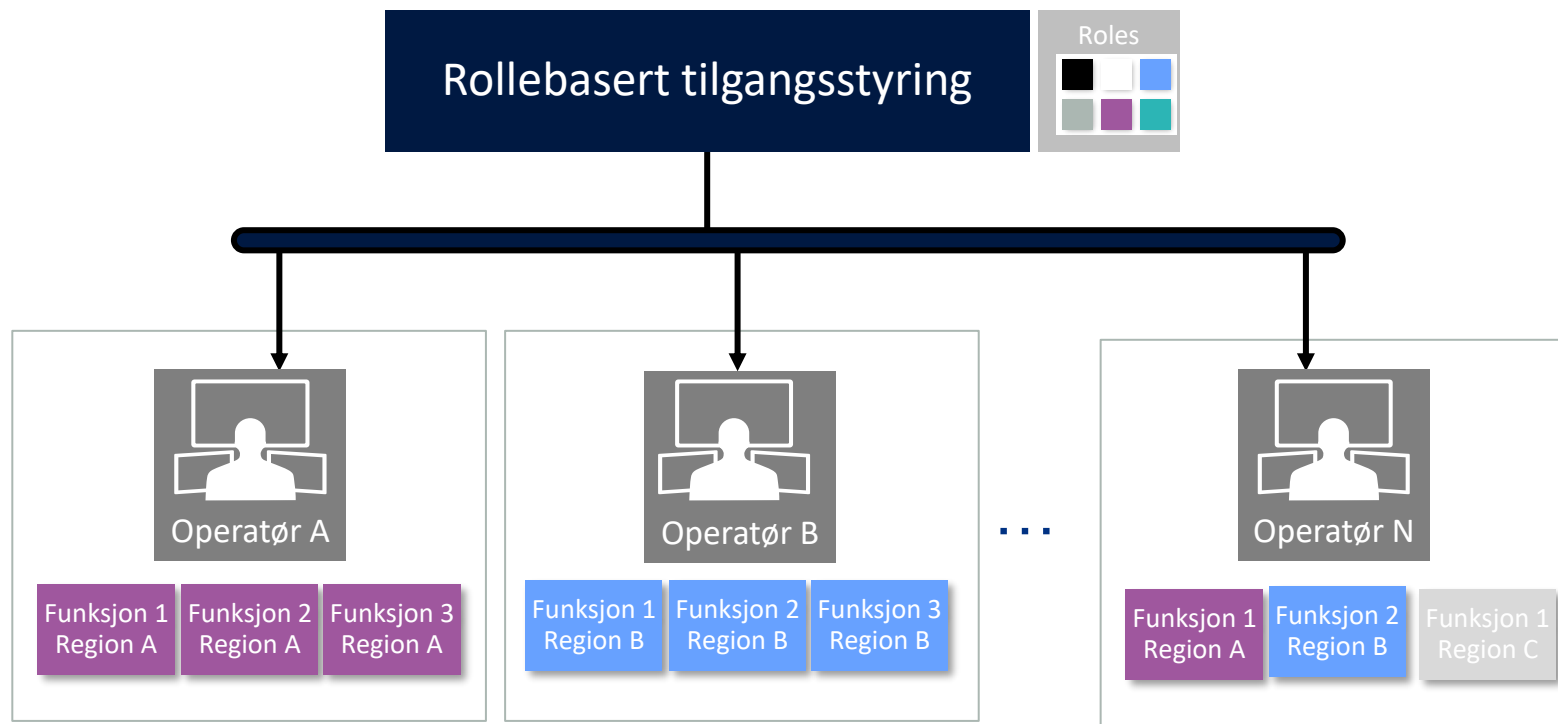 Rollebasert tilgangsstyring
Roles
Operatør A
Funksjon 1
Region A
Funksjon 2
Region A
Funksjon 3
Region A
Operatør B
Funksjon 1
Region B
Funksjon 2
Region B
Funksjon 3
Region B
...
Operatør N
Funksjon 1
Region A
Funksjon 2
Region B
Funksjon 1
Region C